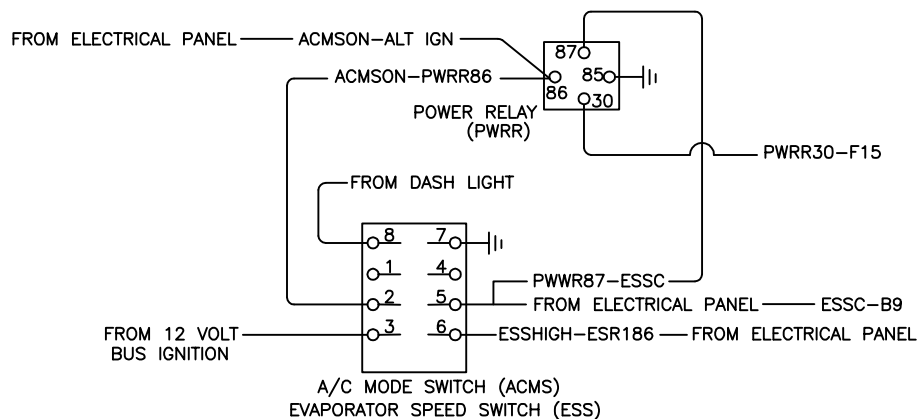 FROM ELECTRICAL PANEL
ACMSON-ALT IGN
87
ACMSON-PWRR86
85
86
30
POWER RELAY
(PWRR)
PWRR30-F15
FROM DASH LIGHT
8
7
1
4
PWWR87-ESSC
2
5
FROM ELECTRICAL PANEL
ESSC-B9
FROM 12 VOLT
BUS IGNITION
3
6
ESSHIGH-ESR186
FROM ELECTRICAL PANEL
A/C MODE SWITCH (ACMS)
EVAPORATOR SPEED SWITCH (ESS)